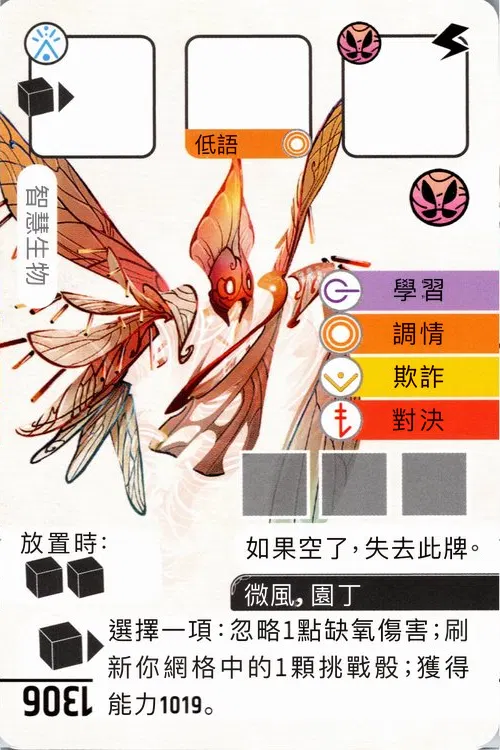 低語
智慧生物
學習
調情
欺詐
對決
放置時:
如果空了,失去此牌。
微風,園丁
選擇一項:忽略1點缺氧傷害;刷
新你網格中的1顆挑戰骰;獲得
能力1019。
1306